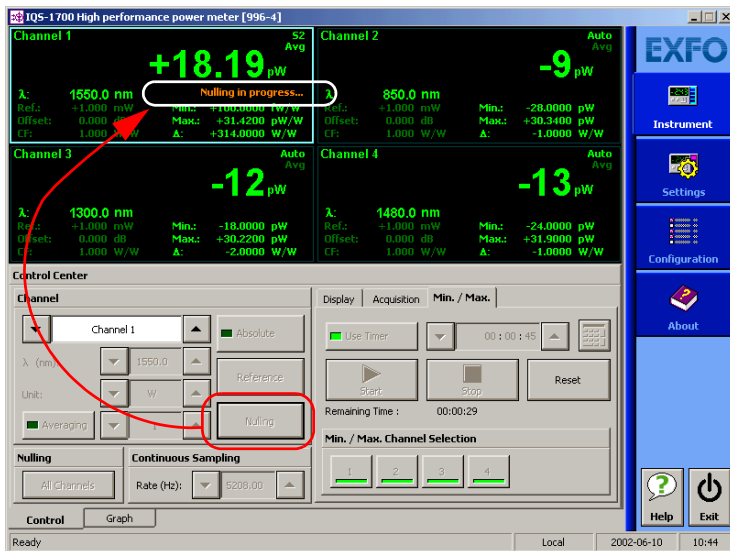 IQS-1700 High performance power meter [996-4]
Channel 1
S2
Avg
+18.19 pW
Nulling in progress...
λ: 1550.0 nm
Ref.: +1.000 mW Min.: +100.0000 fW/W
Offset: 0.000 dB Max.: +31.4200 pW/W
CF: 1.000 W/W Δ: +314.0000 W/W
Channel 2
Auto
Avg
-9 pW
λ: 850.0 nm
Ref.: +1.000 mW Min.: -28.0000 pW
Offset: 0.000 dB Max.: +30.3400 pW
CF: 1.000 W/W Δ: -1.0000 W/W
Channel 3
Auto
Avg
-12 pW
λ: 1300.0 nm
Ref.: +1.000 mW Min.: -18.0000 pW
Offset: 0.000 dB Max.: +30.2200 pW
CF: 1.000 W/W Δ: -2.0000 W/W
Channel 4
Auto
Avg
-13 pW
λ: 1480.0 nm
Ref.: +1.000 mW Min.: -24.0000 pW
Offset: 0.000 dB Max.: +31.9000 pW
CF: 1.000 W/W Δ: -1.0000 W/W
EXFO
Instrument
Settings
Configuration
About
Help
Exit
Control Center
Channel
Channel 1
Absolute
λ (nm): 1550.0
Reference
Unit: W
Averaging
Nulling
Nulling
All Channels
Continuous Sampling
Rate (Hz): 5208.00
Display Acquisition Min. / Max.
Use Timer
00 : 00 : 45
Start
Stop
Reset
Remaining Time : 00:00:29
Min. / Max. Channel Selection
1 2 3 4
Control Graph
Ready
Local
2002-06-10
10:44